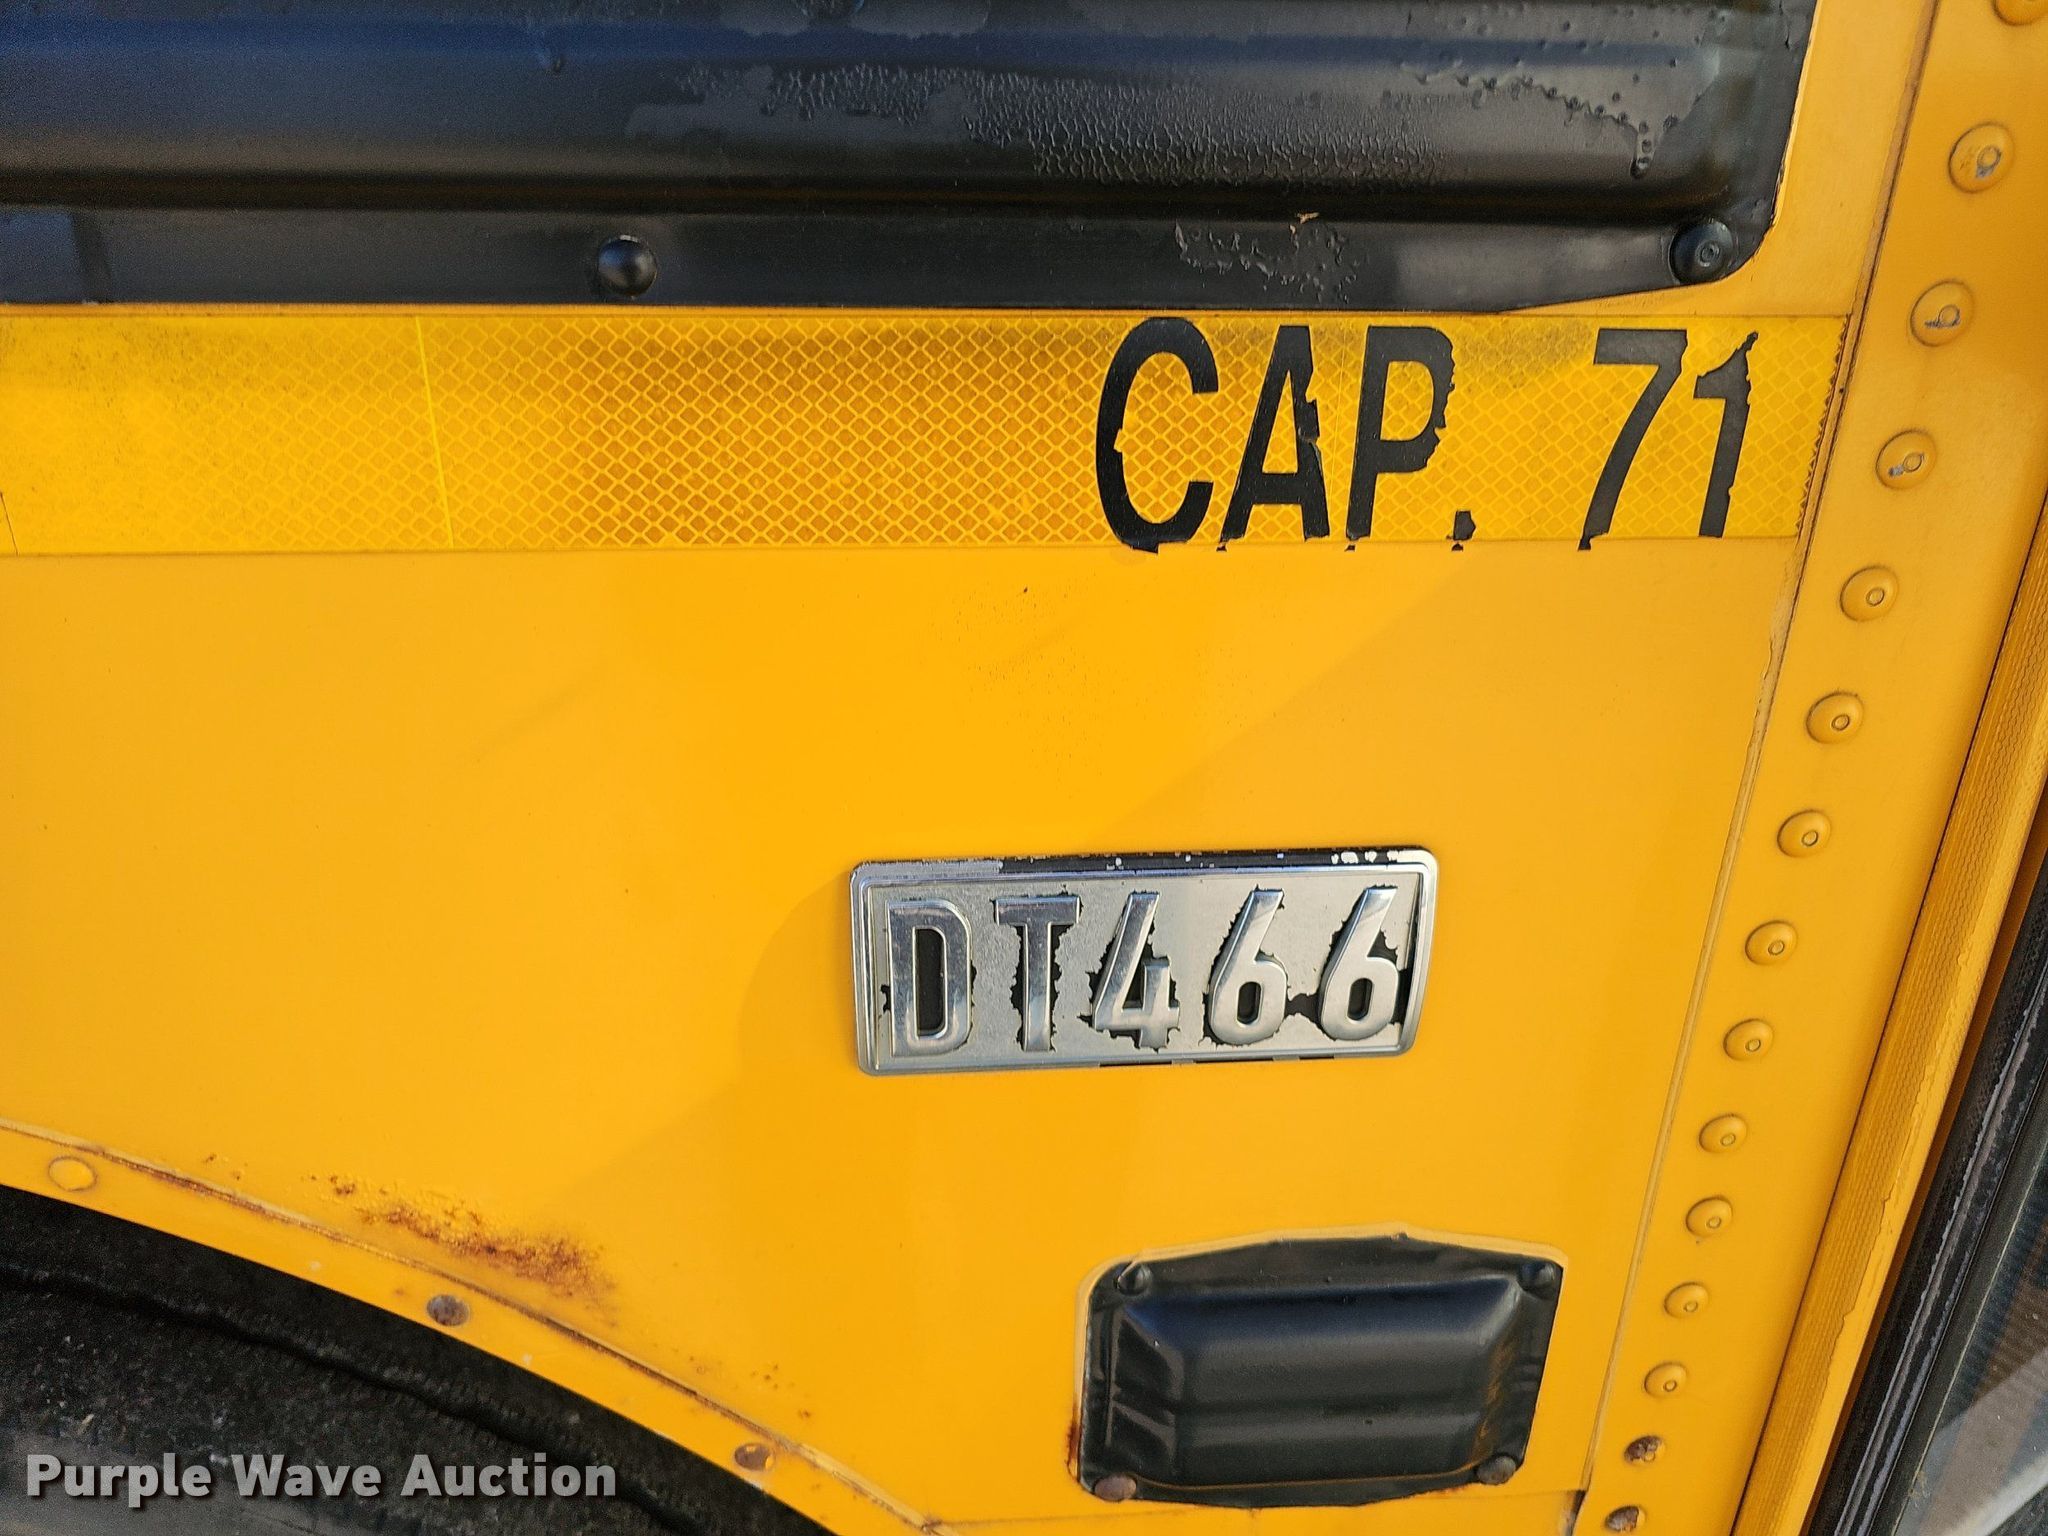 CAP. 71
DT466
Purple Wave Auction